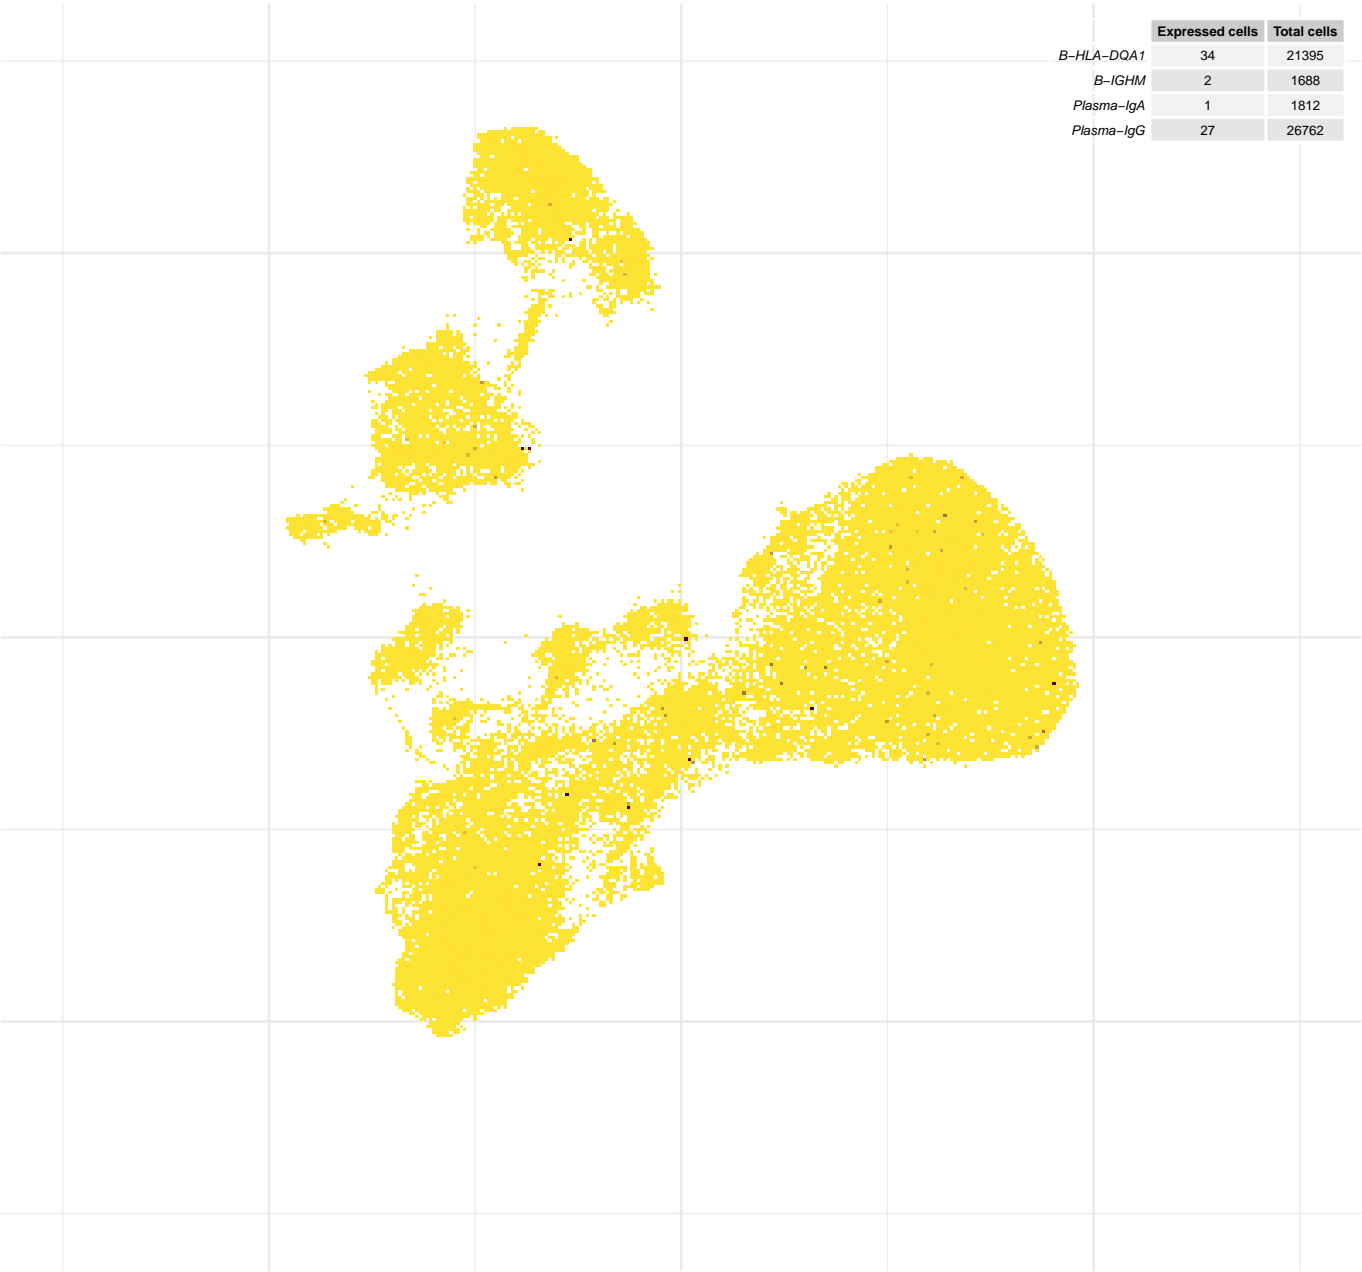 Expressed cells Total cells
B−HLA−DQA1 34 21395
B−IGHM 2 1688
Plasma−IgA 1 1812
Plasma−IgG 27 26762